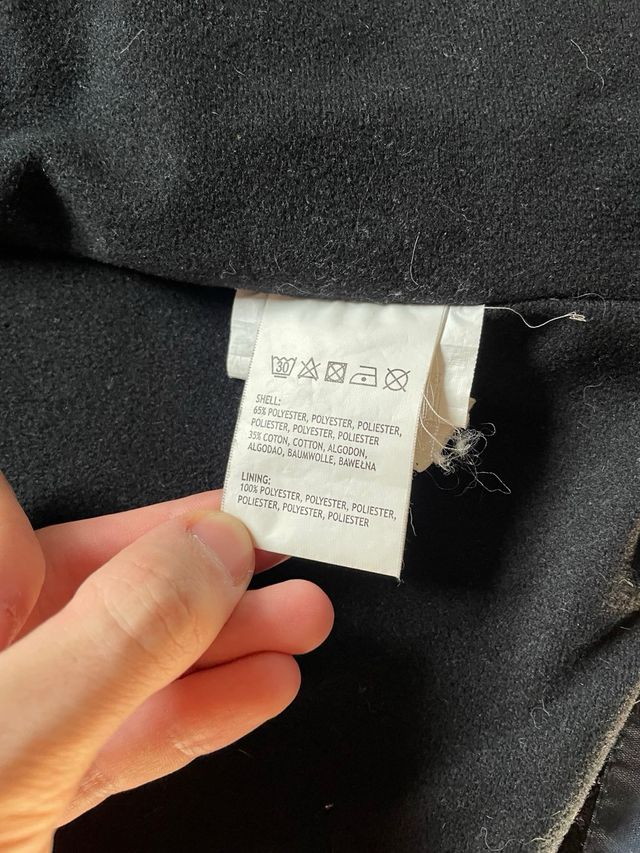 30
SHELL:
65% POLYESTER, POLYESTER, POLIESTER,
POLIESTER, POLYESTER, POLIESTER
35% COTON, COTTON, ALGODON,
ALGODAO, BAUMWOLLE, BAWEŁNA
LINING:
100% POLYESTER, POLYESTER, POLIESTER,
POLIESTER, POLYESTER, POLIESTER